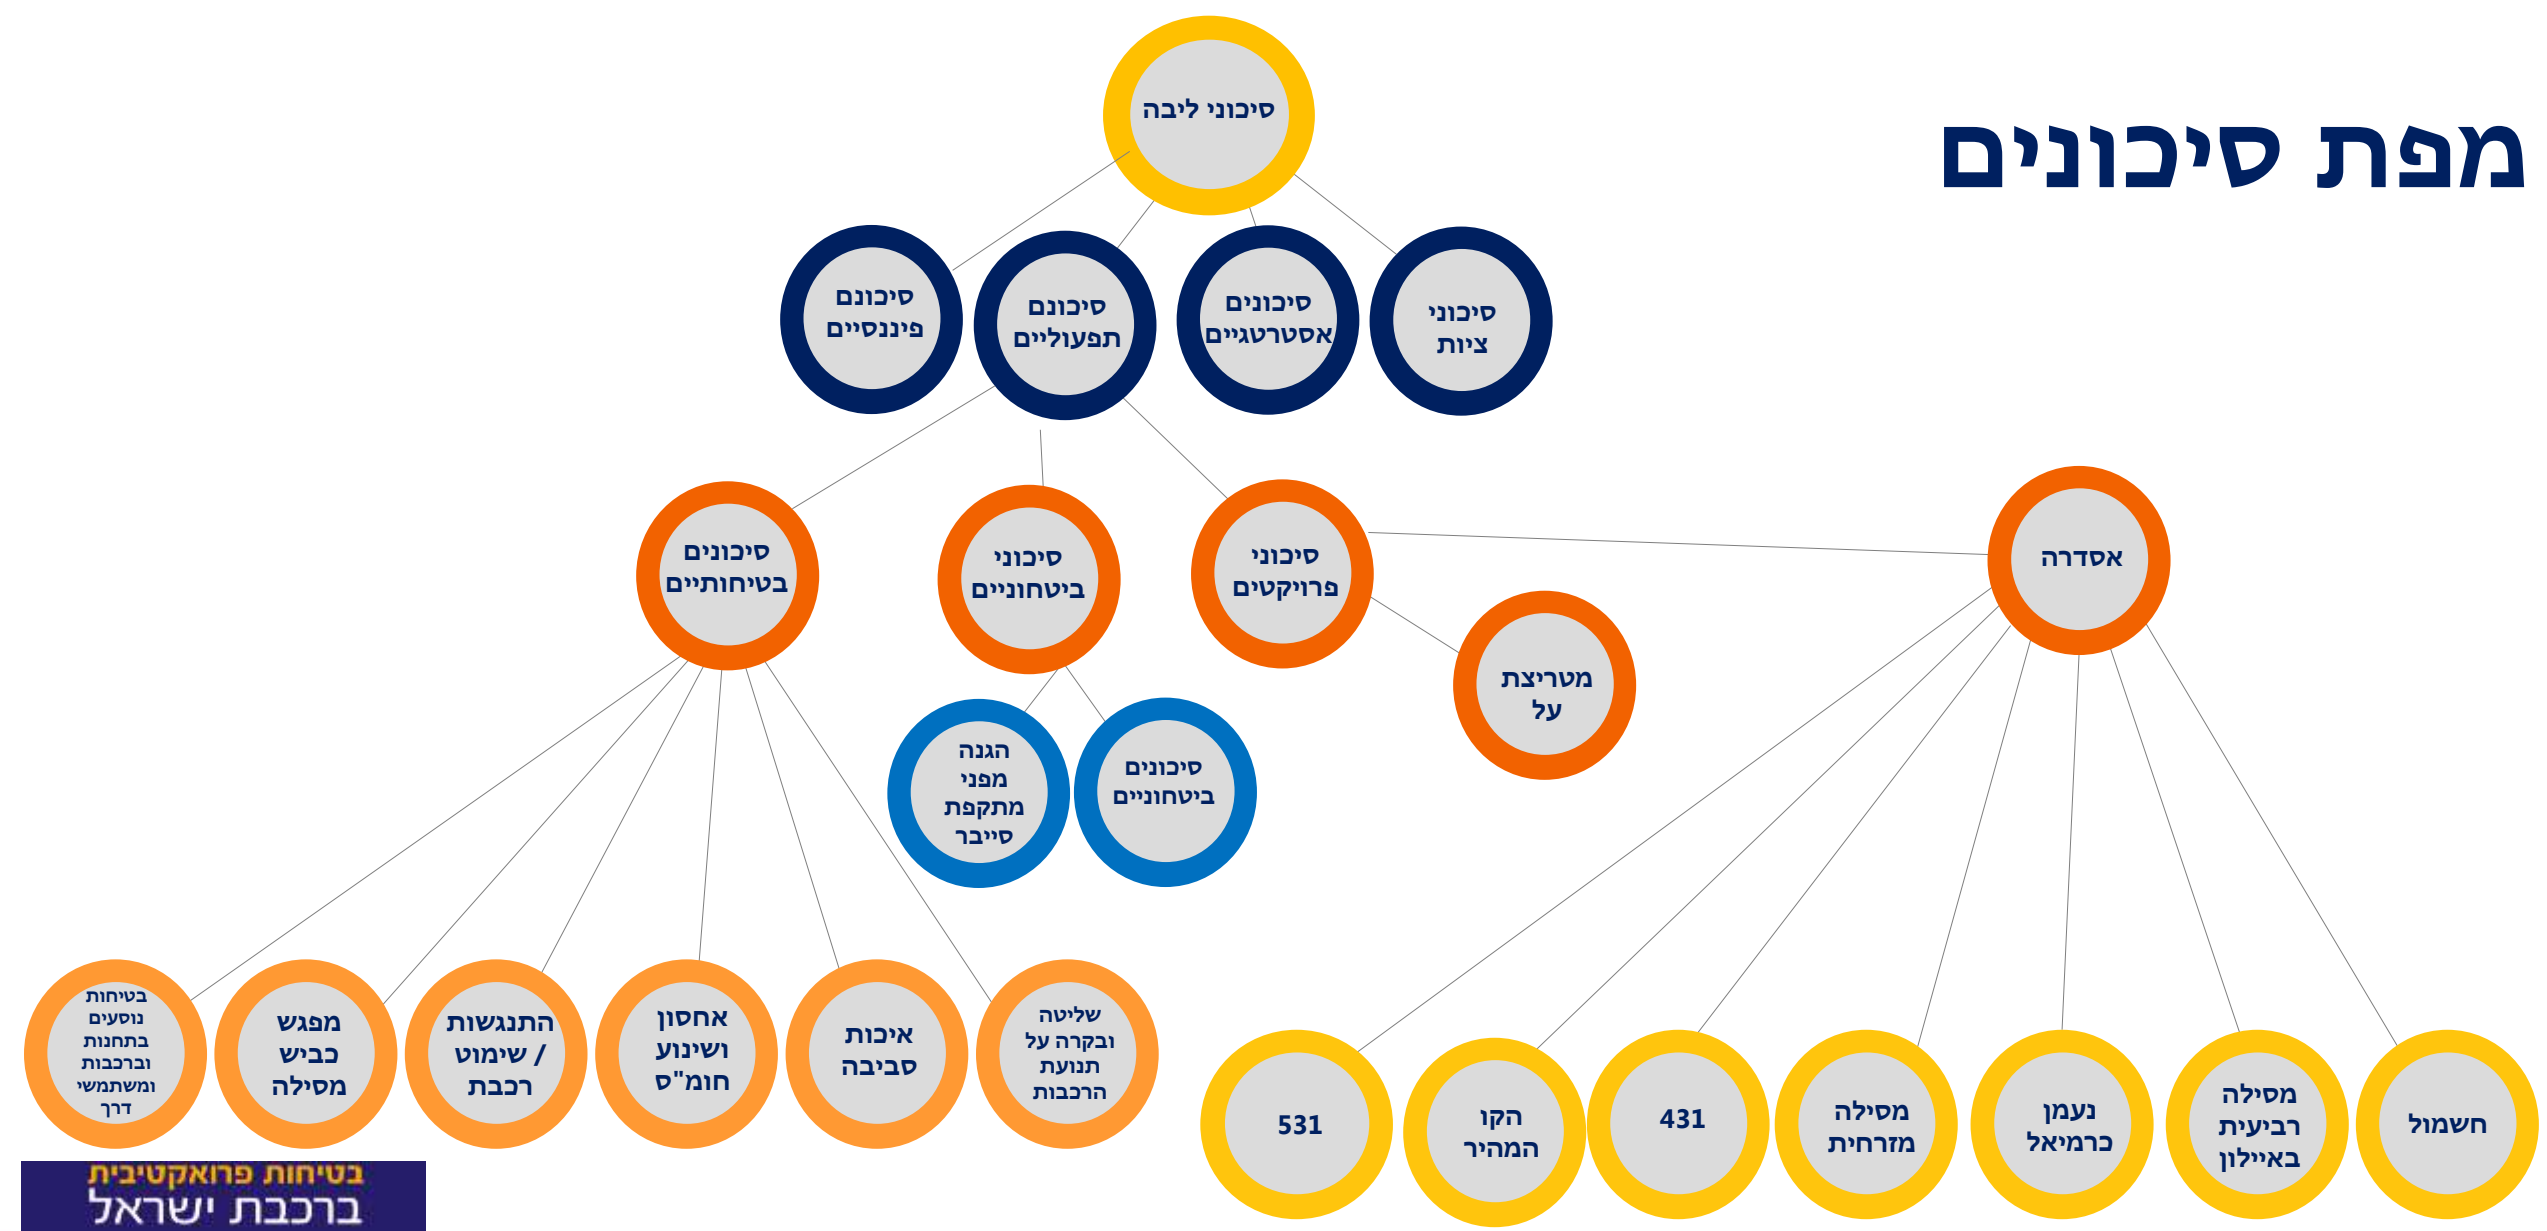 מפת סיכונים
סיכוני ליבה
סיכוני
ציות
סיכונים
אסטרטגיים
סיכונם
תפעוליים
סיכונם
פיננסיים
אסדרה
סיכוני
פרויקטים
סיכוני
ביטחוניים
סיכונים
בטיחותיים
מטריצת
על
סיכונים
ביטחוניים
הגנה
מפני
מתקפת
סייבר
חשמול
מסילה
רביעית
באיילון
נעמן
כרמיאל
מסילה
מזרחית
431
הקו
המהיר
531
שליטה
ובקרה על
תנועת
הרכבות
איכות
סביבה
אחסון
ושינוע
חומ"ס
התנגשות
/ שימוט
רכבת
מפגש
כביש
מסילה
בטיחות
נוסעים
בתחנות
וברכבות
ומשתמשי
דרך
בטיחות פרואקטיבית
ברכבת ישראל